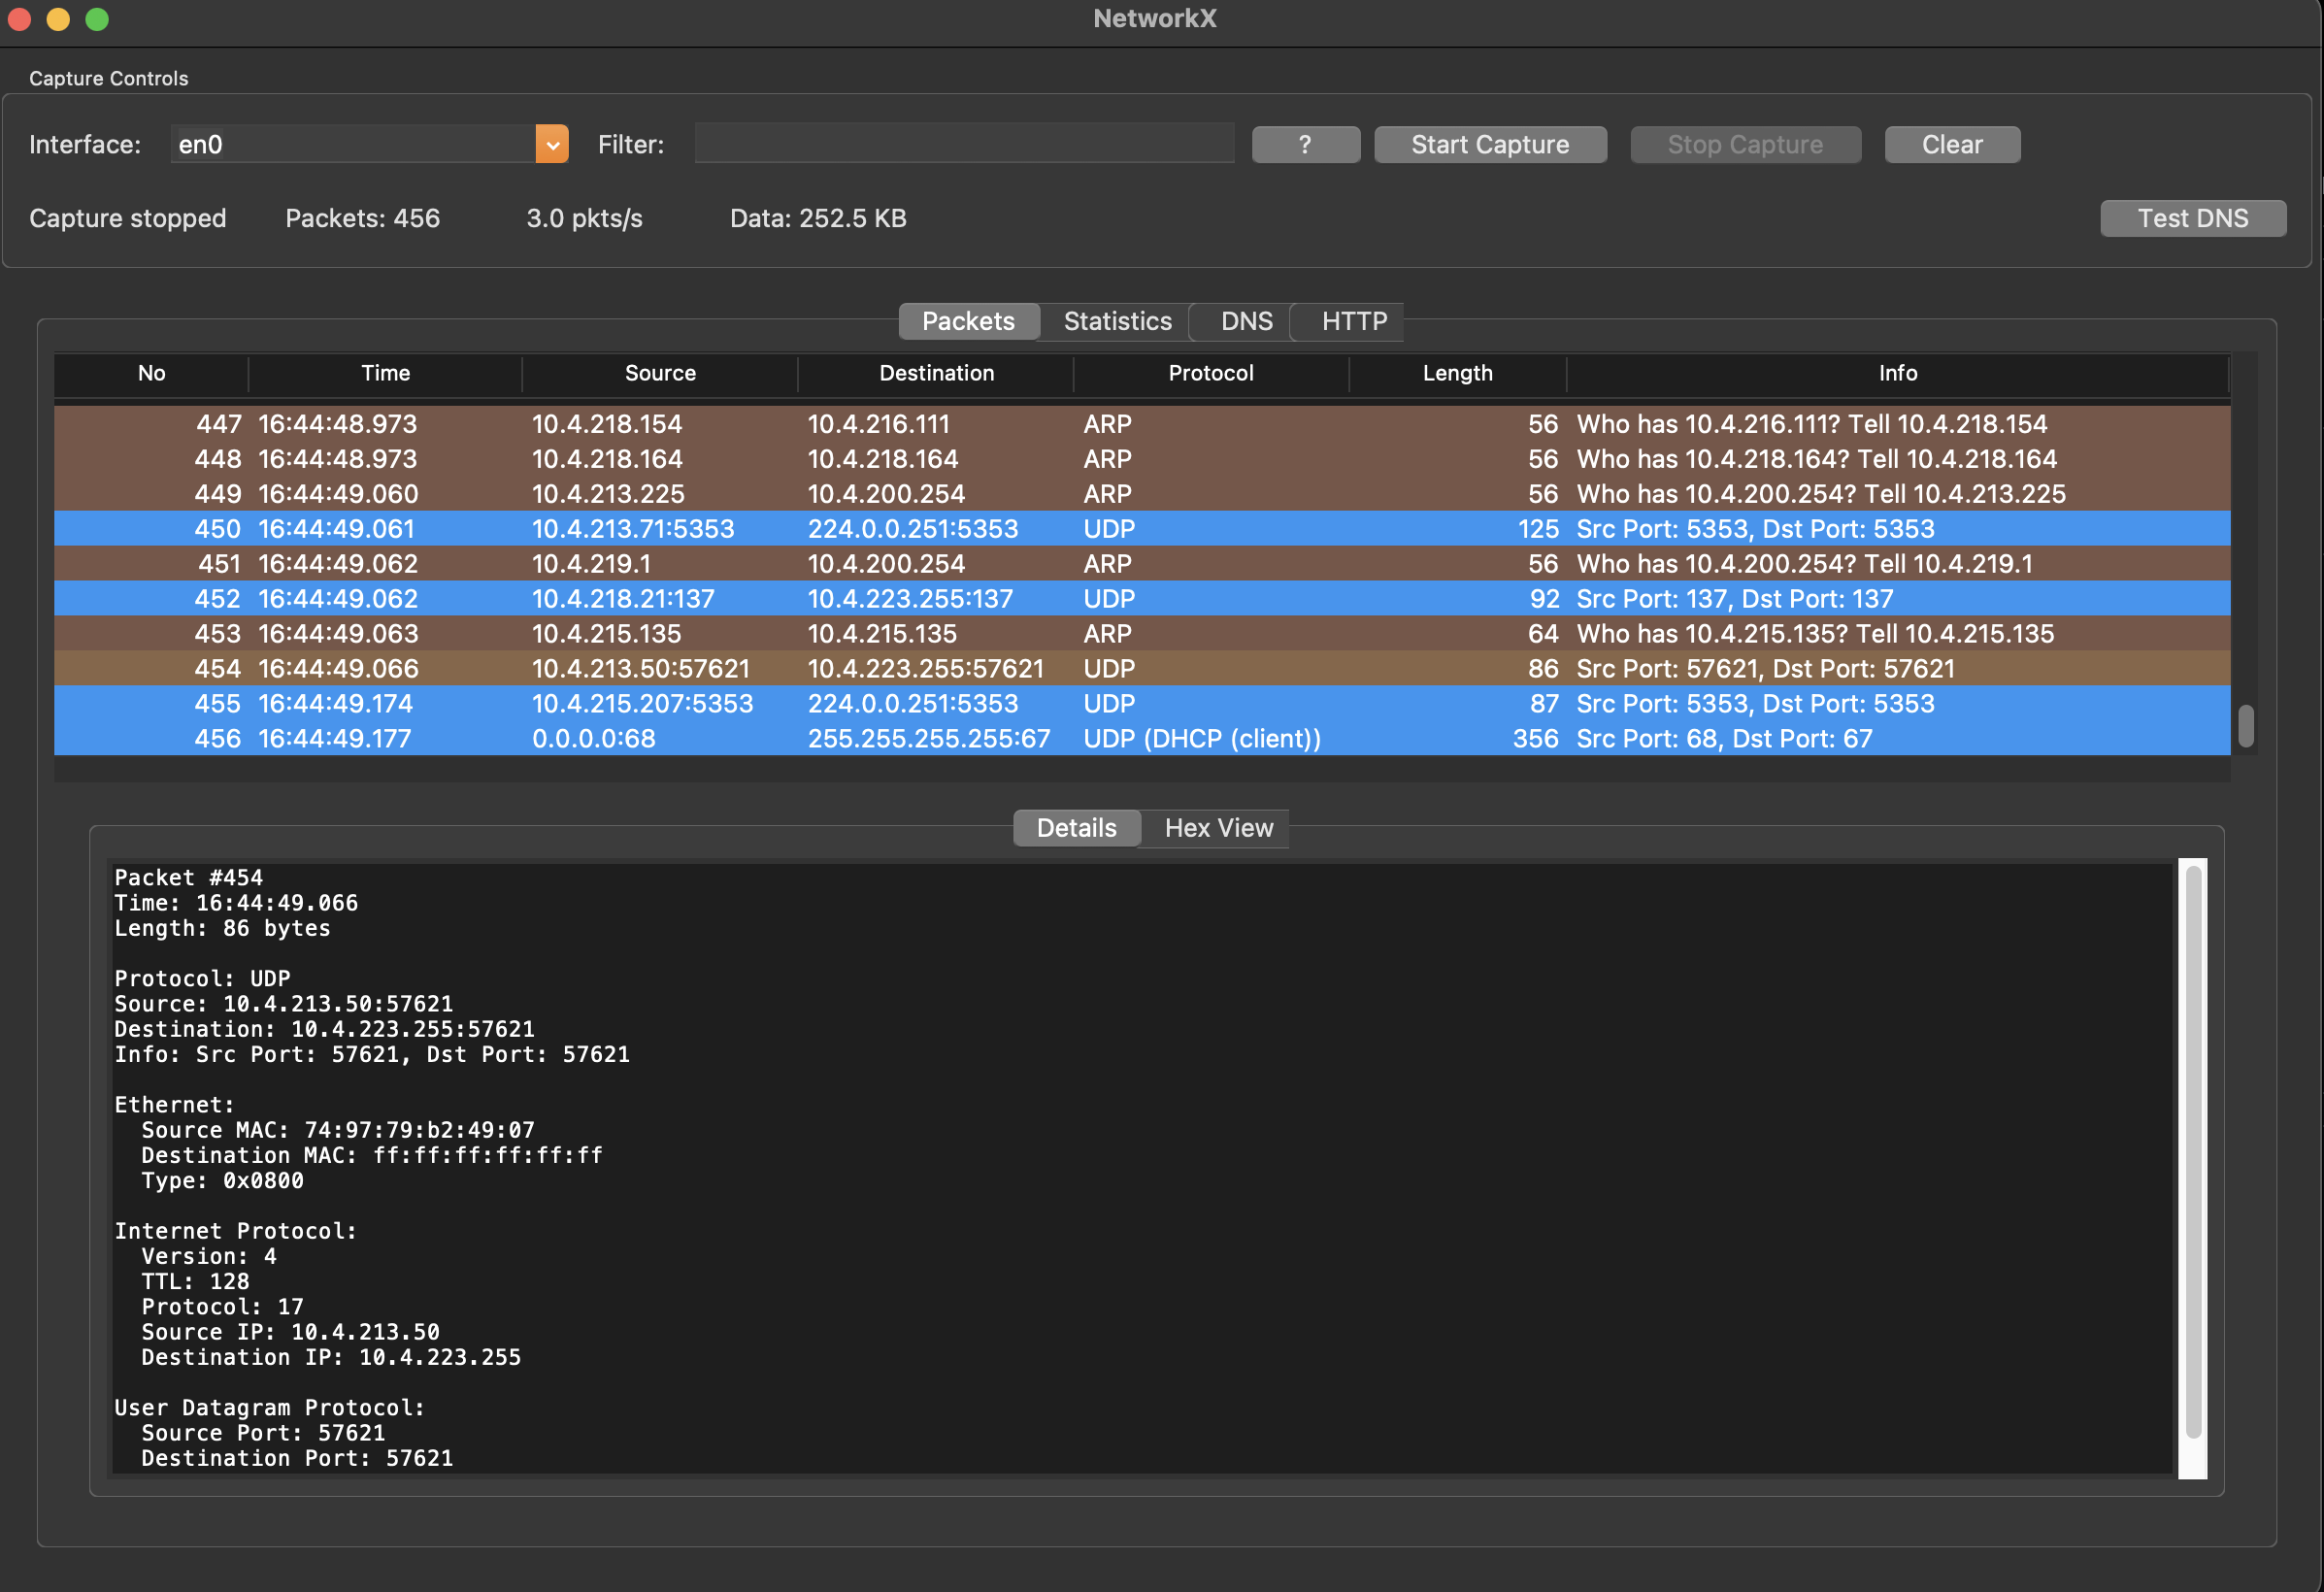 NetworkX
Capture Controls
Interface: en0 Filter: ? Start Capture Stop Capture Clear
Capture stopped Packets: 456 3.0 pkts/s Data: 252.5 KB Test DNS
Packets Statistics DNS HTTP
No Time Source Destination Protocol Length Info
447 16:44:48.973 10.4.218.154 10.4.216.111 ARP 56 Who has 10.4.216.111? Tell 10.4.218.154
448 16:44:48.973 10.4.218.164 10.4.218.164 ARP 56 Who has 10.4.218.164? Tell 10.4.218.164
449 16:44:49.060 10.4.213.225 10.4.200.254 ARP 56 Who has 10.4.200.254? Tell 10.4.213.225
450 16:44:49.061 10.4.213.71:5353 224.0.0.251:5353 UDP 125 Src Port: 5353, Dst Port: 5353
451 16:44:49.062 10.4.219.1 10.4.200.254 ARP 56 Who has 10.4.200.254? Tell 10.4.219.1
452 16:44:49.062 10.4.218.21:137 10.4.223.255:137 UDP 92 Src Port: 137, Dst Port: 137
453 16:44:49.063 10.4.215.135 10.4.215.135 ARP 64 Who has 10.4.215.135? Tell 10.4.215.135
454 16:44:49.066 10.4.213.50:57621 10.4.223.255:57621 UDP 86 Src Port: 57621, Dst Port: 57621
455 16:44:49.174 10.4.215.207:5353 224.0.0.251:5353 UDP 87 Src Port: 5353, Dst Port: 5353
456 16:44:49.177 0.0.0.0:68 255.255.255.255:67 UDP (DHCP (client)) 356 Src Port: 68, Dst Port: 67
Details Hex View
Packet #454
Time: 16:44:49.066
Length: 86 bytes
Protocol: UDP
Source: 10.4.213.50:57621
Destination: 10.4.223.255:57621
Info: Src Port: 57621, Dst Port: 57621
Ethernet:
Source MAC: 74:97:79:b2:49:07
Destination MAC: ff:ff:ff:ff:ff:ff
Type: 0x0800
Internet Protocol:
Version: 4
TTL: 128
Protocol: 17
Source IP: 10.4.213.50
Destination IP: 10.4.223.255
User Datagram Protocol:
Source Port: 57621
Destination Port: 57621